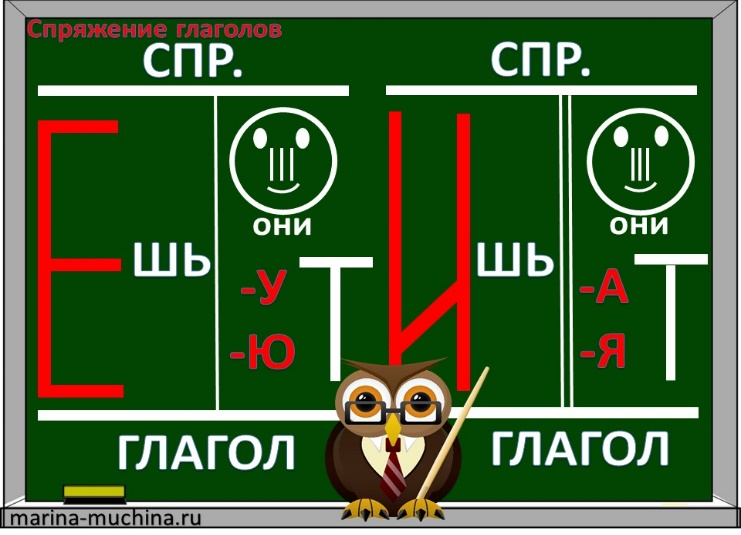 Спряжение глаголов
СПР.
СПР.
они
они
Е
ШЬ
-У
-Ю
Т
И
ШЬ
-А
-Я
Т
ГЛАГОЛ
ГЛАГОЛ
marina-muchina.ru